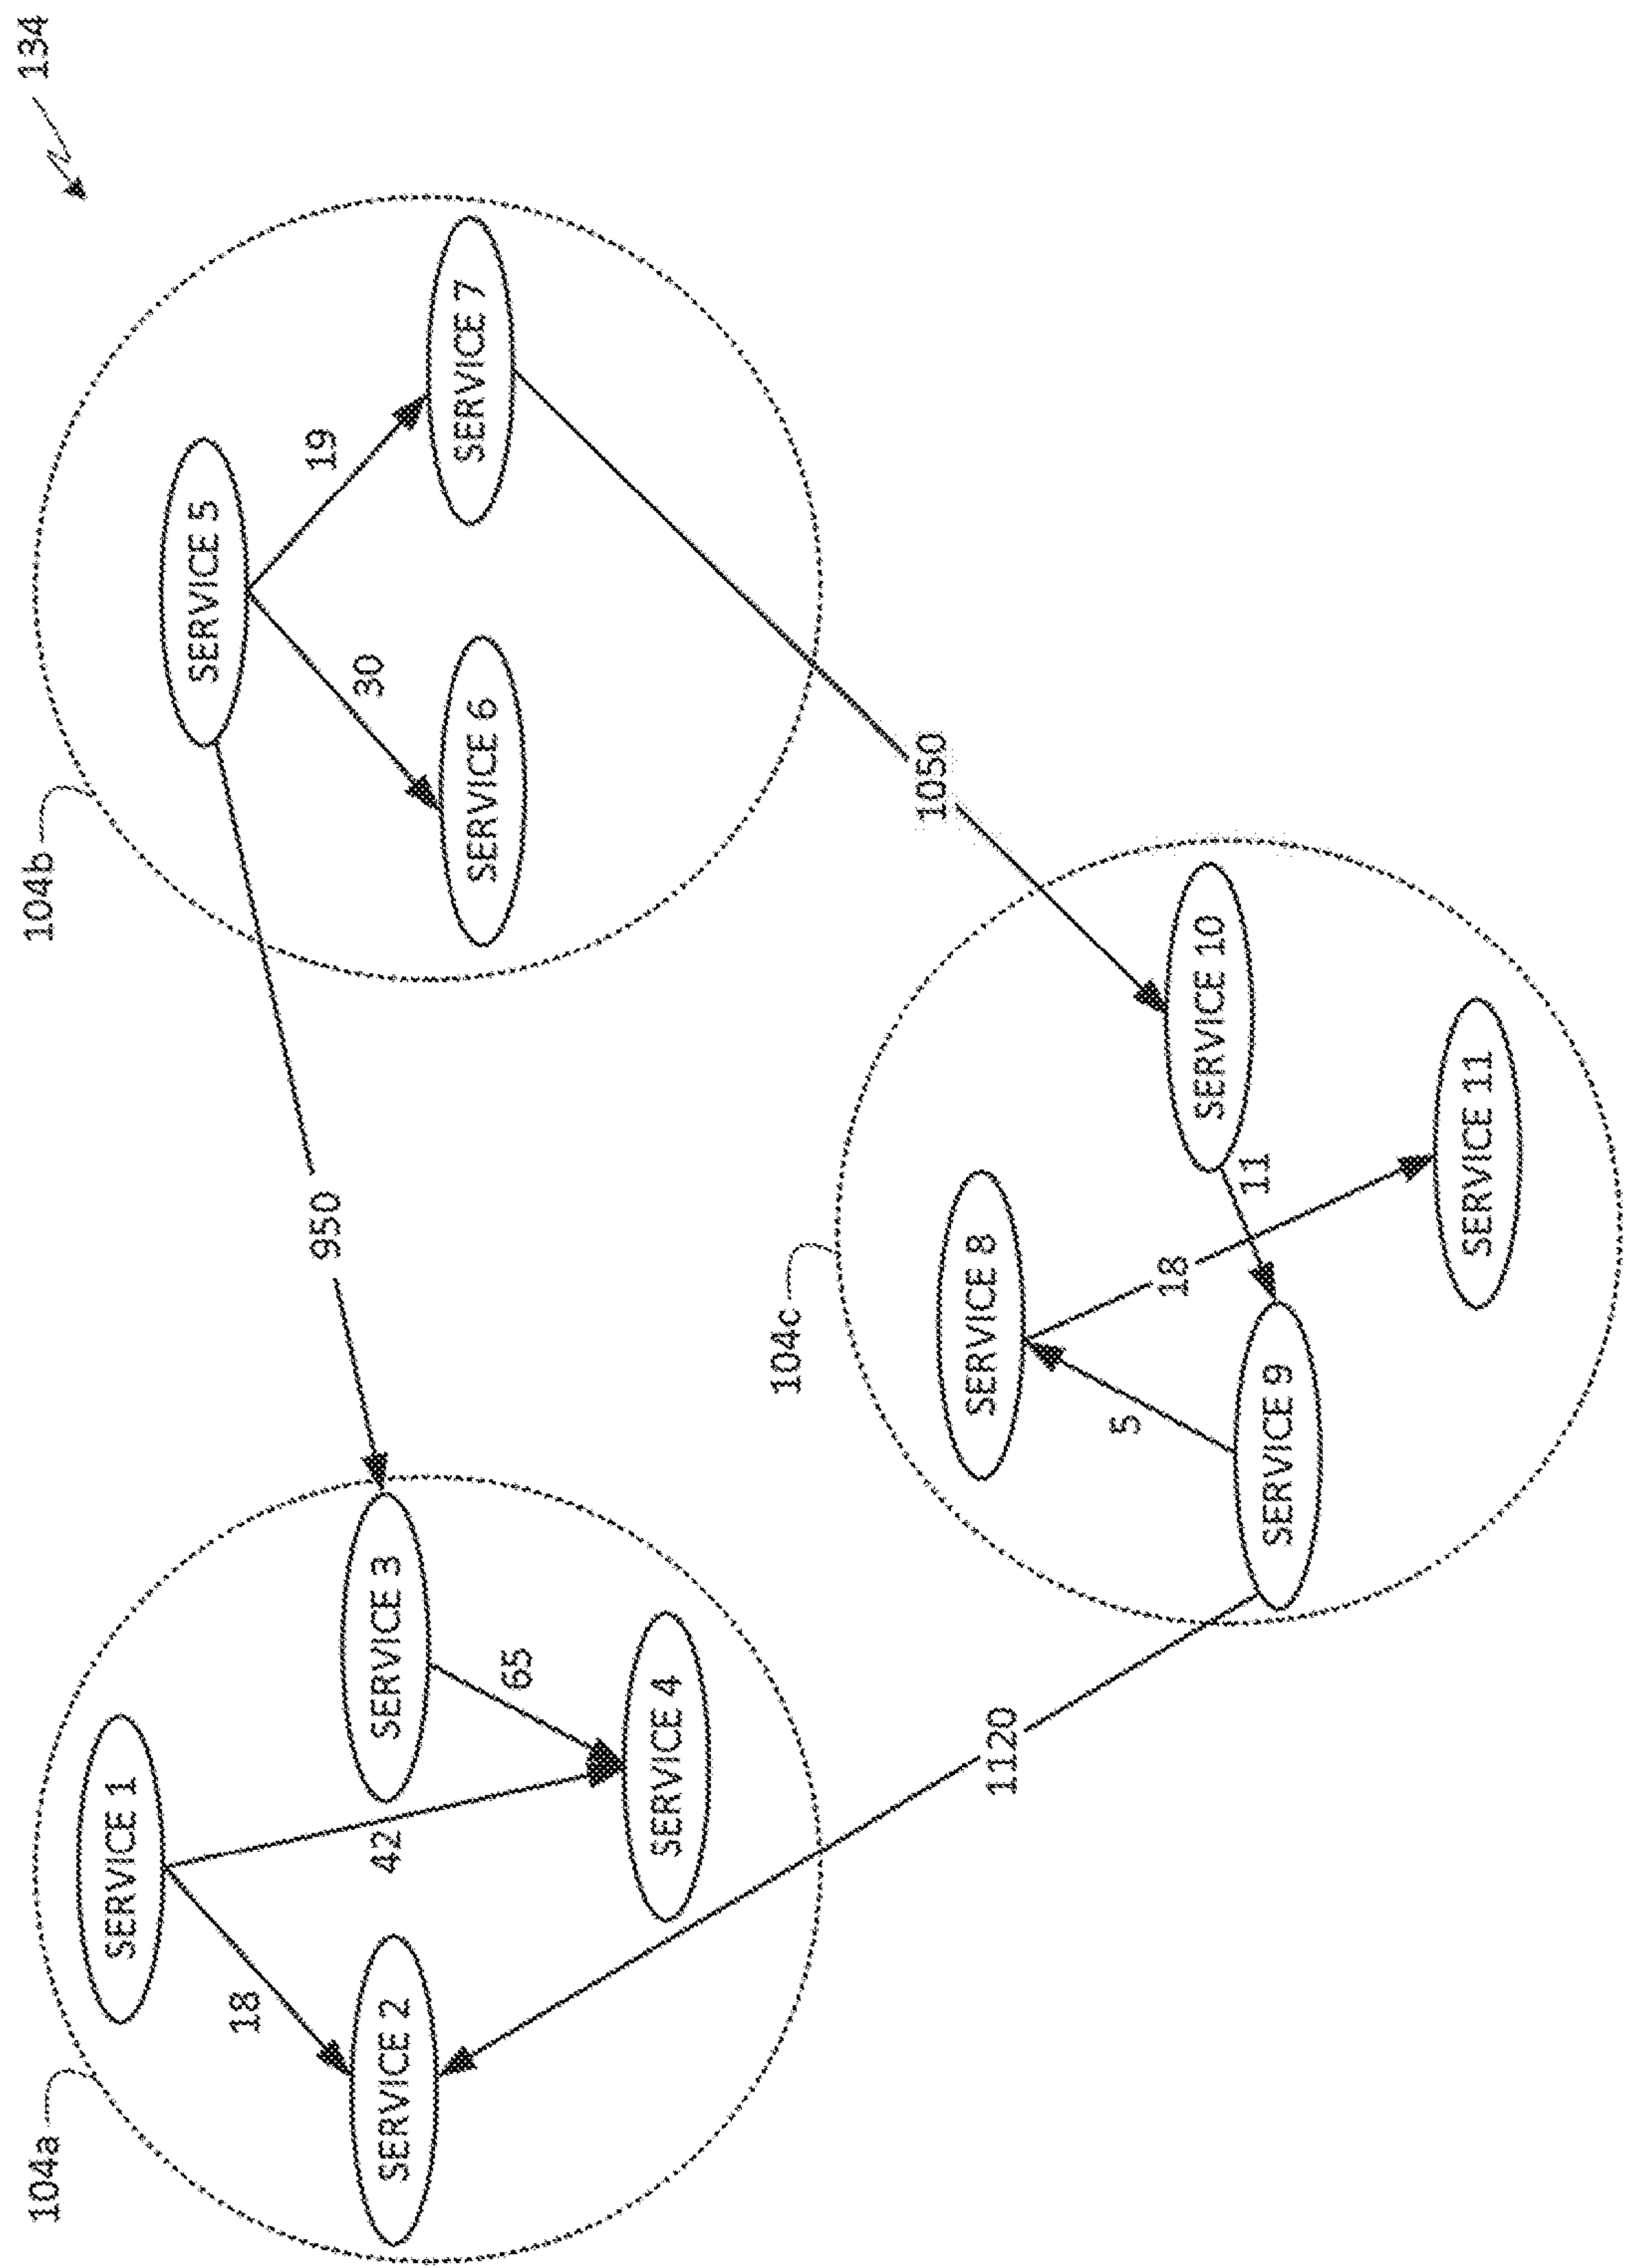 134
104a
SERVICE 1
18
42
SERVICE 2
SERVICE 3
65
SERVICE 4
950
104b
SERVICE 5
30
19
SERVICE 6
SERVICE 7
1120
1050
104c
SERVICE 8
5
18
SERVICE 10
11
SERVICE 9
SERVICE 11